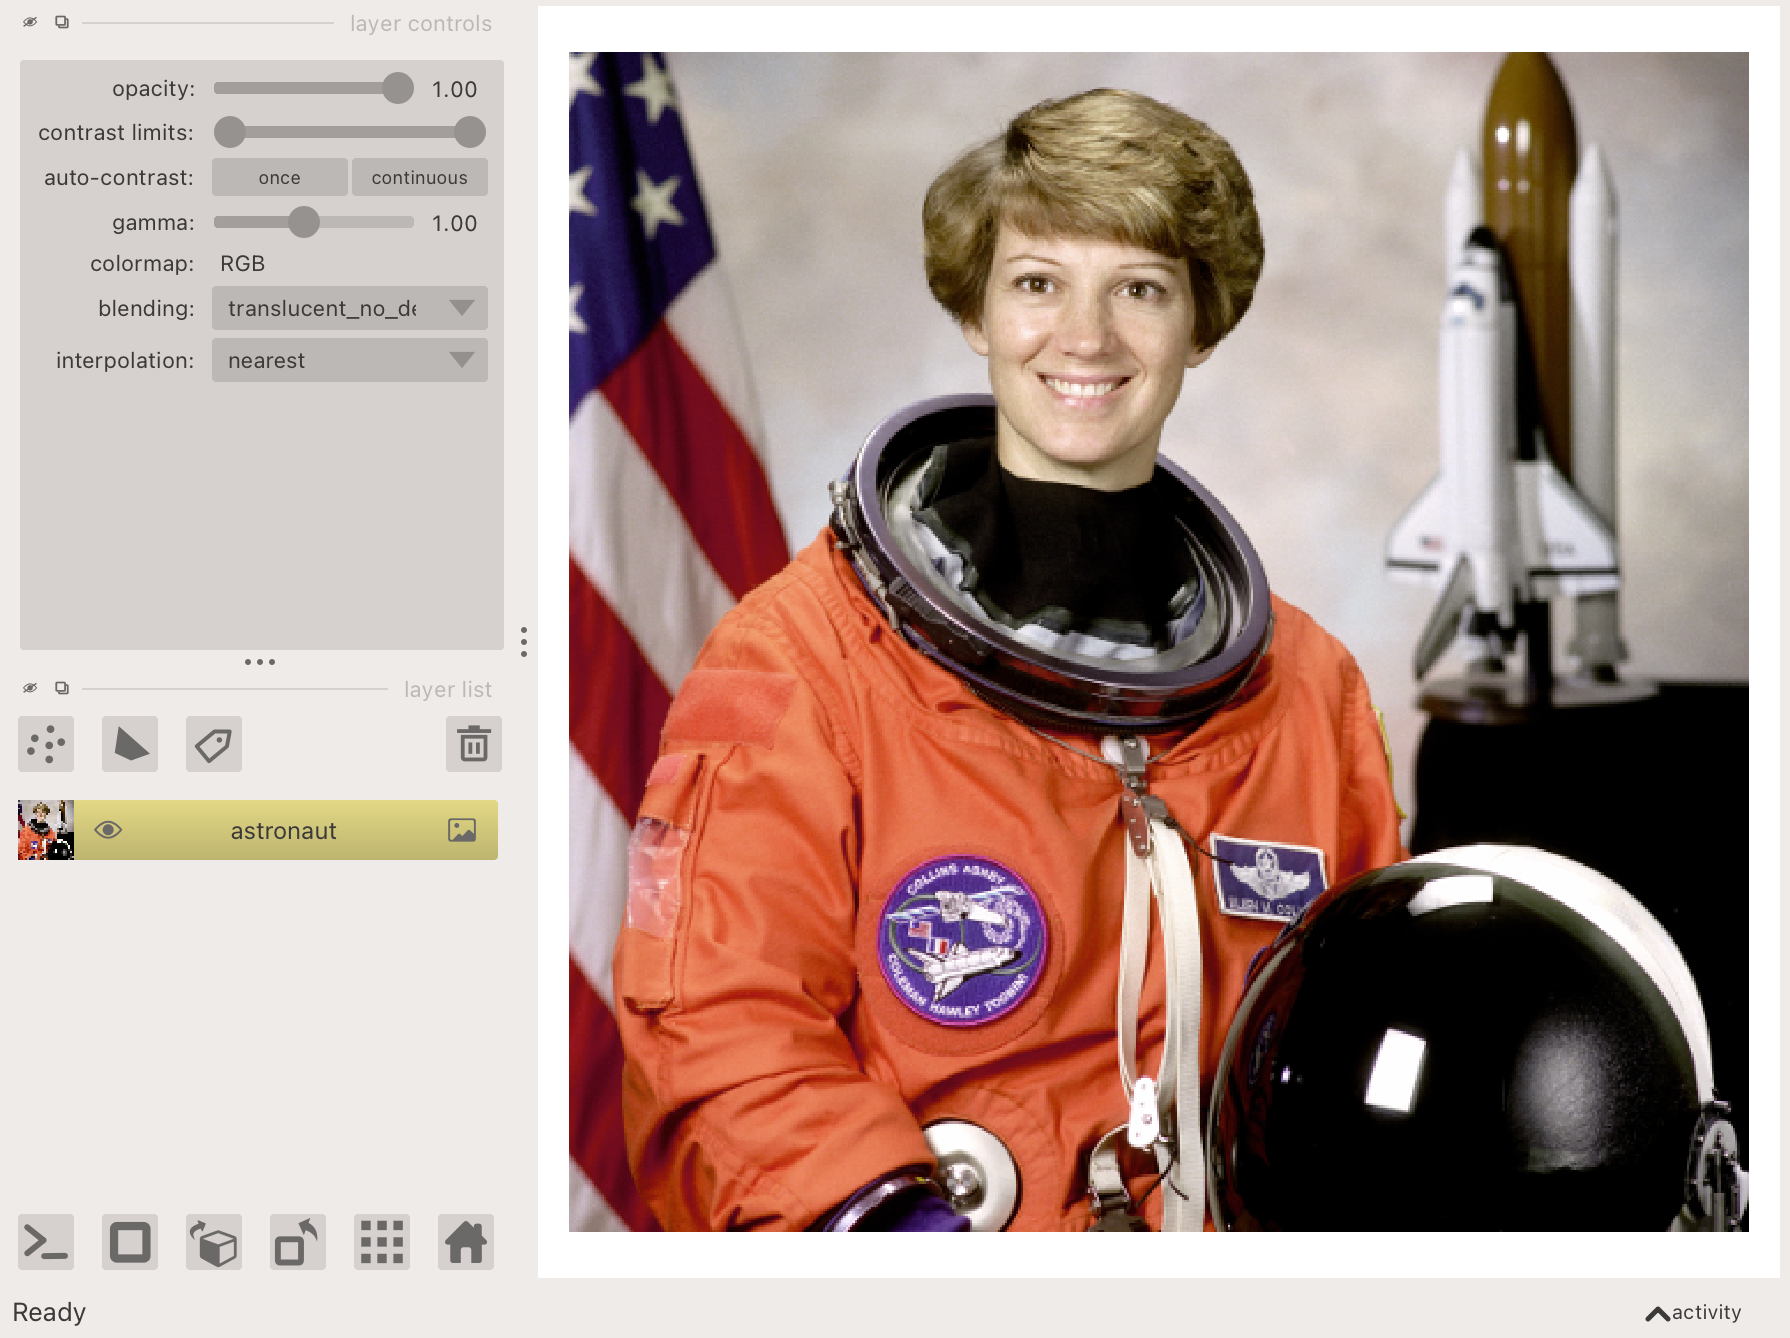 layer controls
opacity: 1.00
contrast limits:
auto-contrast: once continuous
gamma: 1.00
colormap: RGB
blending: translucent_no_de
interpolation: nearest
layer list
astronaut
COLLINS ASHBY
COLEMAN HAWLEY TOGNINI
USA
Ready
activity